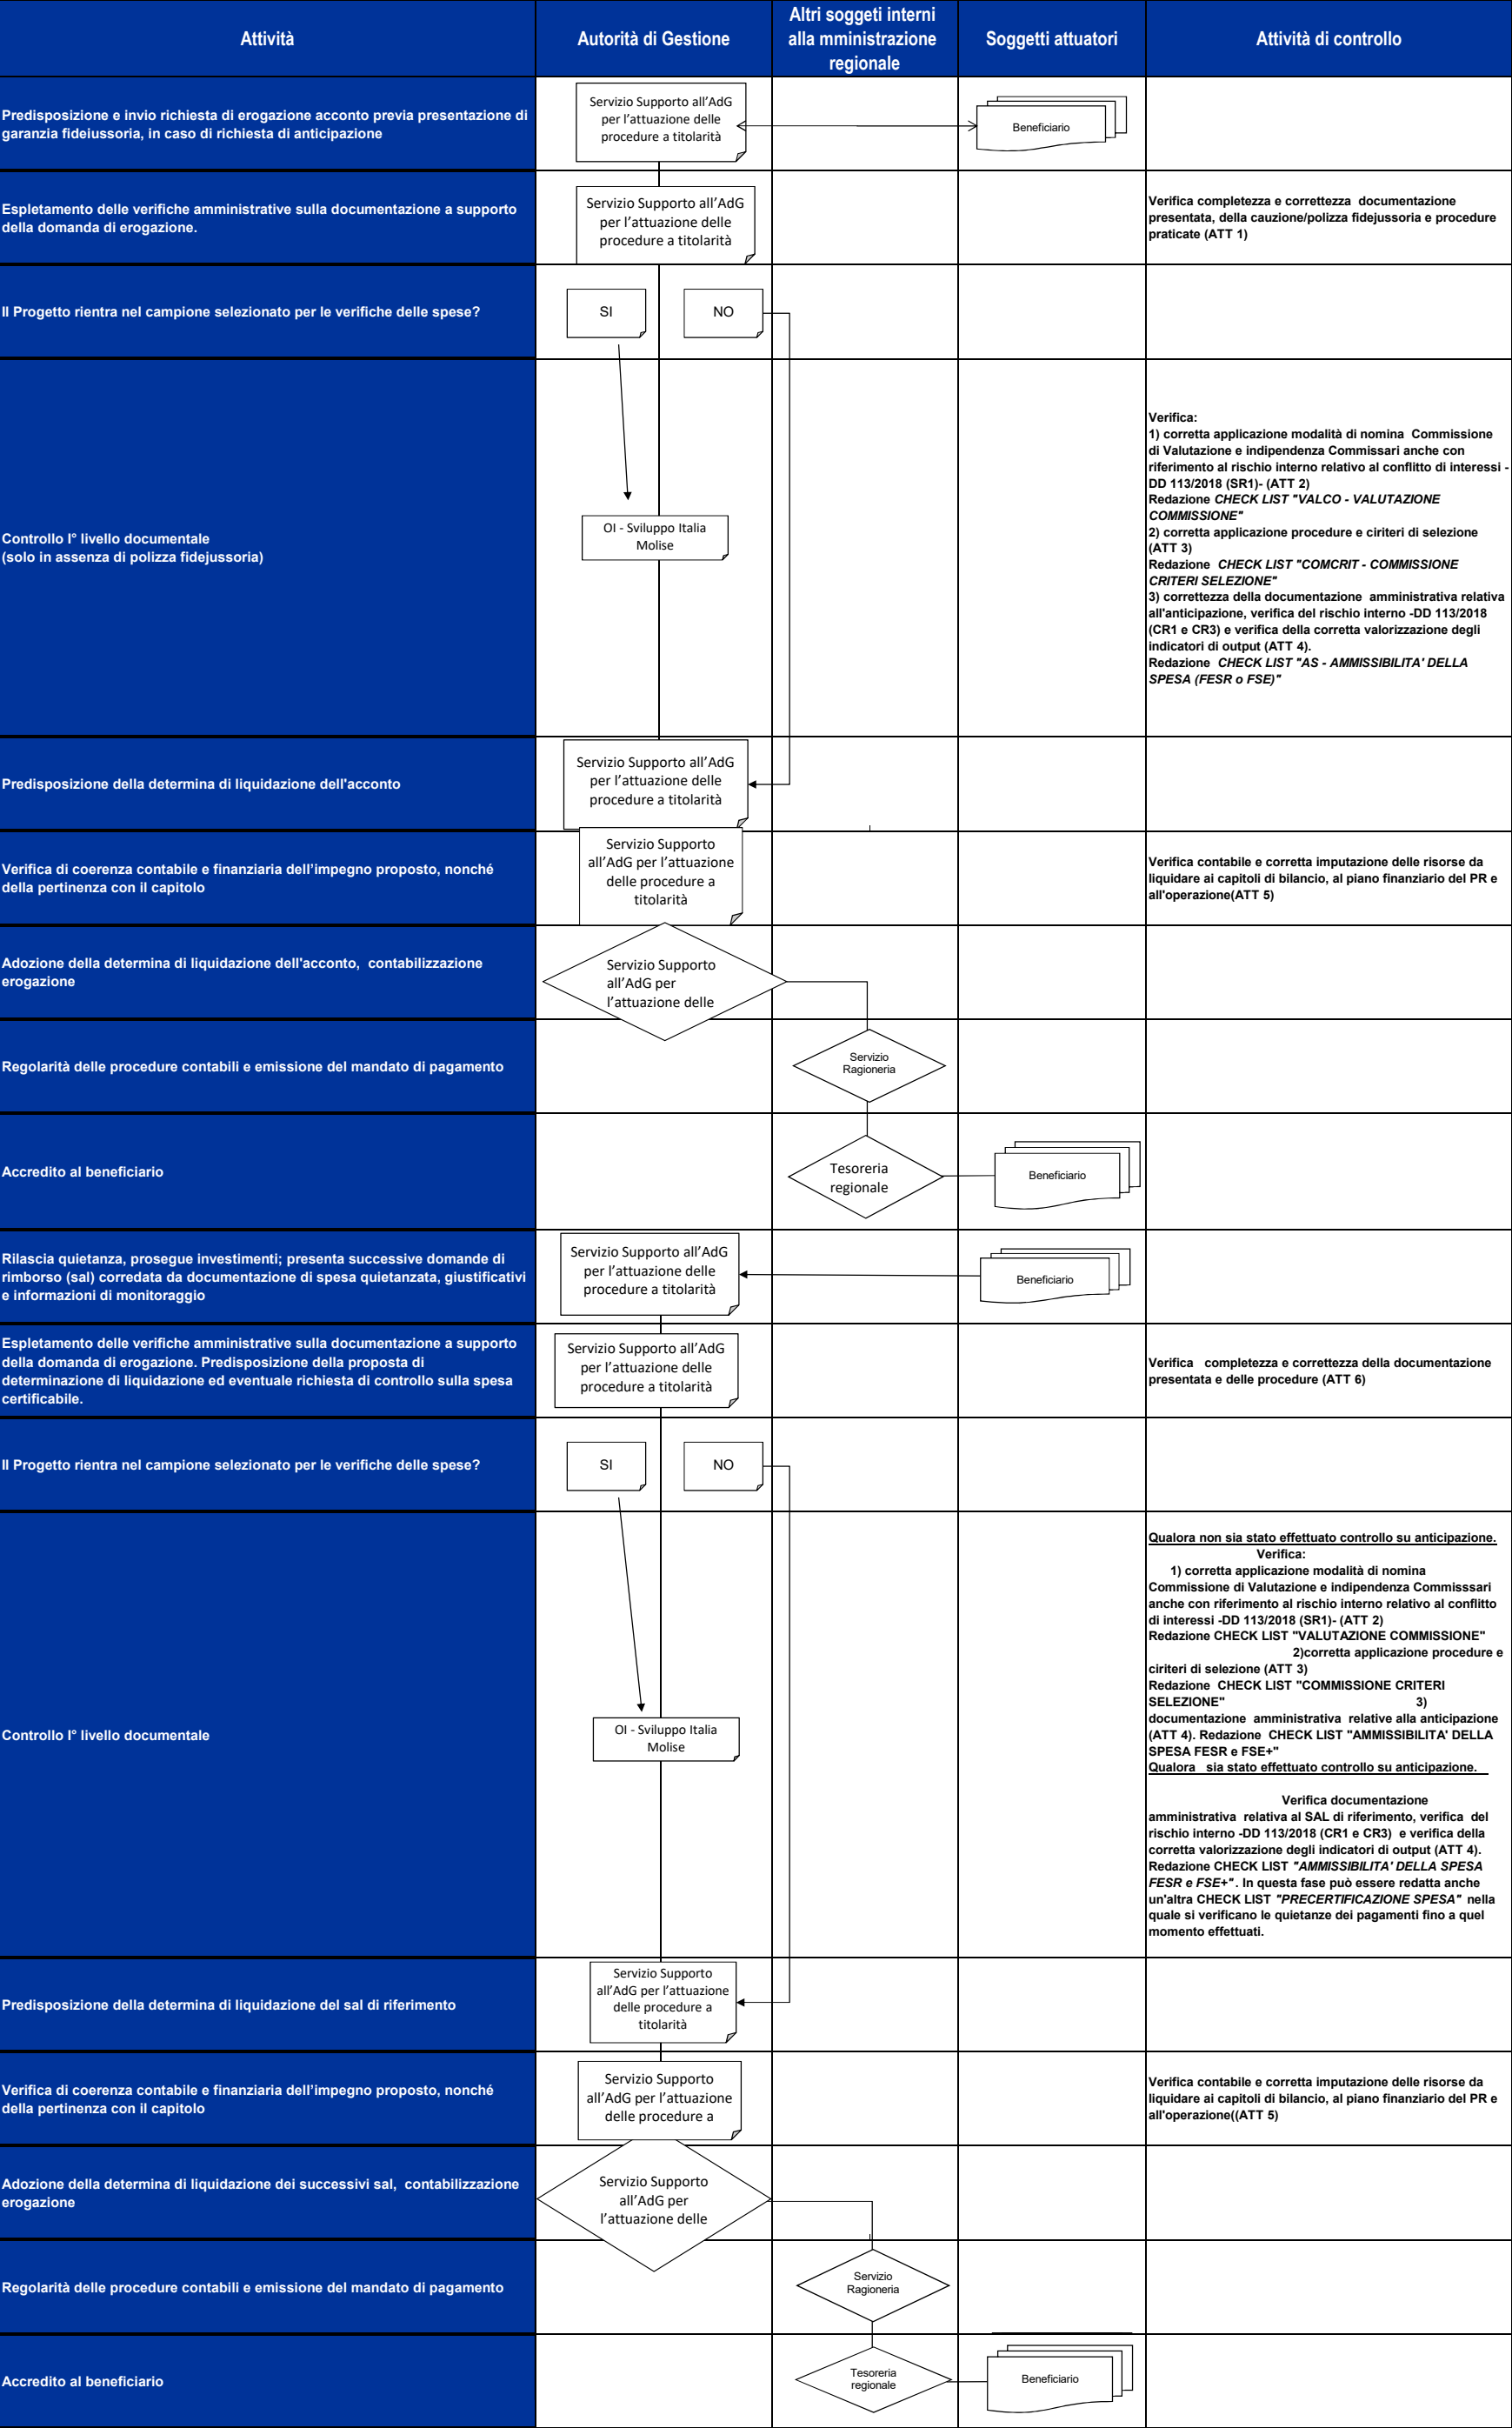 Attività
Autorità di Gestione
Altri soggeti interni
alla mministrazione
regionale
Soggetti attuatori
Attività di controllo
Predisposizione e invio richiesta di erogazione acconto previa presentazione di
garanzia fideiussoria, in caso di richiesta di anticipazione
Servizio Supporto all'AdG
per l'attuazione delle
procedure a titolarità
Beneficiario
Espletamento delle verifiche amministrative sulla documentazione a supporto
della domanda di erogazione.
Servizio Supporto all'AdG
per l'attuazione delle
procedure a titolarità
Verifica completezza e correttezza  documentazione
presentata, della cauzione/polizza fidejussoria e procedure
praticate (ATT 1)
Il Progetto rientra nel campione selezionato per le verifiche delle spese?
SI
NO
Controllo I° livello documentale
(solo in assenza di polizza fidejussoria)
OI - Sviluppo Italia
Molise
Verifica:
1) corretta applicazione modalità di nomina  Commissione
di Valutazione e indipendenza Commissari anche con
riferimento al rischio interno relativo al conflitto di interessi -
DD 113/2018 (SR1)- (ATT 2)
Redazione CHECK LIST "VALCO - VALUTAZIONE
COMMISSIONE"
2) corretta applicazione procedure e ciriteri di selezione
(ATT 3)
Redazione  CHECK LIST "COMCRIT - COMMISSIONE
CRITERI SELEZIONE"
3) correttezza della documentazione  amministrativa relativa
all'anticipazione, verifica del rischio interno -DD 113/2018
(CR1 e CR3) e verifica della corretta valorizzazione degli
indicatori di output (ATT 4).
Redazione  CHECK LIST "AS - AMMISSIBILITA' DELLA
SPESA (FESR o FSE)"
Predisposizione della determina di liquidazione dell'acconto
Servizio Supporto all'AdG
per l'attuazione delle
procedure a titolarità
Verifica di coerenza contabile e finanziaria dell'impegno proposto, nonché
della pertinenza con il capitolo
Servizio Supporto
all'AdG per l'attuazione
delle procedure a
titolarità
Verifica contabile e corretta imputazione delle risorse da
liquidare ai capitoli di bilancio, al piano finanziario del PR e
all'operazione(ATT 5)
Adozione della determina di liquidazione dell'acconto,  contabilizzazione
erogazione
Servizio Supporto
all'AdG per
l'attuazione delle
Regolarità delle procedure contabili e emissione del mandato di pagamento
Servizio
Ragioneria
Accredito al beneficiario
Tesoreria
regionale
Beneficiario
Rilascia quietanza, prosegue investimenti; presenta successive domande di
rimborso (sal) corredata da documentazione di spesa quietanzata, giustificativi
e informazioni di monitoraggio
Servizio Supporto all'AdG
per l'attuazione delle
procedure a titolarità
Beneficiario
Espletamento delle verifiche amministrative sulla documentazione a supporto
della domanda di erogazione. Predisposizione della proposta di
determinazione di liquidazione ed eventuale richiesta di controllo sulla spesa
certificabile.
Servizio Supporto all'AdG
per l'attuazione delle
procedure a titolarità
Verifica   completezza e correttezza della documentazione
presentata e delle procedure (ATT 6)
Il Progetto rientra nel campione selezionato per le verifiche delle spese?
SI
NO
Controllo I° livello documentale
OI - Sviluppo Italia
Molise
Qualora non sia stato effettuato controllo su anticipazione.
Verifica:
1) corretta applicazione modalità di nomina
Commissione di Valutazione e indipendenza Commisssari
anche con riferimento al rischio interno relativo al conflitto
di interessi -DD 113/2018 (SR1)- (ATT 2)
Redazione CHECK LIST "VALUTAZIONE COMMISSIONE"
2)corretta applicazione procedure e
ciriteri di selezione (ATT 3)
Redazione  CHECK LIST "COMMISSIONE CRITERI
SELEZIONE" 3)
documentazione  amministrativa  relative alla anticipazione
(ATT 4). Redazione  CHECK LIST "AMMISSIBILITA' DELLA
SPESA FESR e FSE+"
Qualora   sia stato effettuato controllo su anticipazione.
Verifica documentazione
amministrativa  relativa al SAL di riferimento, verifica  del
rischio interno -DD 113/2018 (CR1 e CR3)  e verifica della
corretta valorizzazione degli indicatori di output (ATT 4).
Redazione CHECK LIST "AMMISSIBILITA' DELLA SPESA
FESR e FSE+". In questa fase può essere redatta anche
un'altra CHECK LIST "PRECERTIFICAZIONE SPESA" nella
quale si verificano le quietanze dei pagamenti fino a quel
momento effettuati.
Predisposizione della determina di liquidazione del sal di riferimento
Servizio Supporto
all'AdG per l'attuazione
delle procedure a
titolarità
Verifica di coerenza contabile e finanziaria dell'impegno proposto, nonché
della pertinenza con il capitolo
Servizio Supporto
all'AdG per l'attuazione
delle procedure a
Verifica contabile e corretta imputazione delle risorse da
liquidare ai capitoli di bilancio, al piano finanziario del PR e
all'operazione((ATT 5)
Adozione della determina di liquidazione dei successivi sal,  contabilizzazione
erogazione
Servizio Supporto
all'AdG per
l'attuazione delle
Regolarità delle procedure contabili e emissione del mandato di pagamento
Servizio
Ragioneria
Accredito al beneficiario
Tesoreria
regionale
Beneficiario